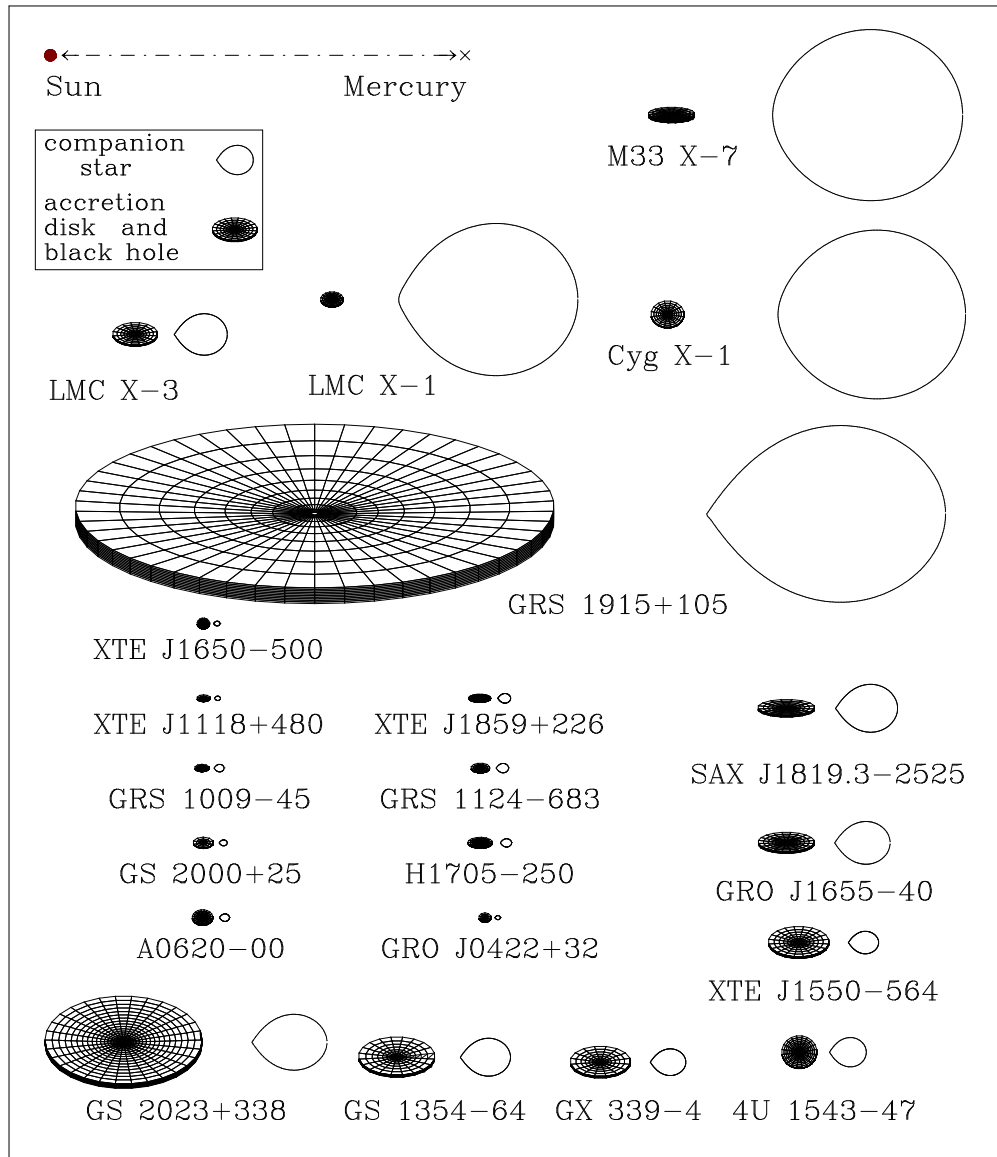 Sun
Mercury
companion
star
accretion
disk and
black hole
M33 X−7
LMC X−3
LMC X−1
Cyg X−1
GRS 1915+105
XTE J1650−500
XTE J1118+480
XTE J1859+226
SAX J1819.3−2525
GRS 1009−45
GRS 1124−683
GS 2000+25
H1705−250
GRO J1655−40
A0620−00
GRO J0422+32
XTE J1550−564
GS 2023+338
GS 1354−64
GX 339−4
4U 1543−47